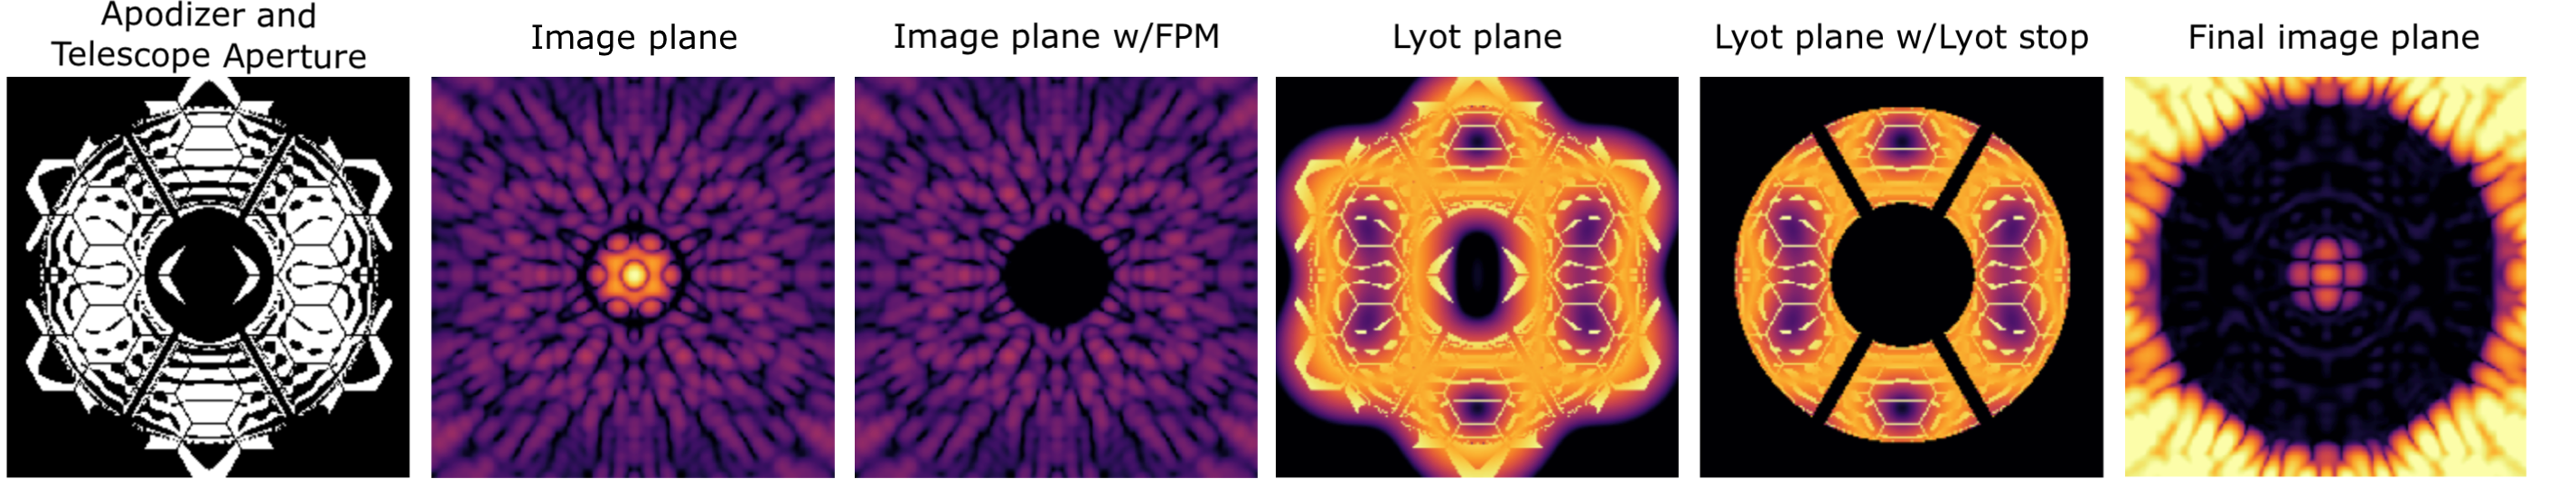 Apodizer and
Telescope Aperture
Image plane
Image plane w/FPM
Lyot plane
Lyot plane w/Lyot stop
Final image plane